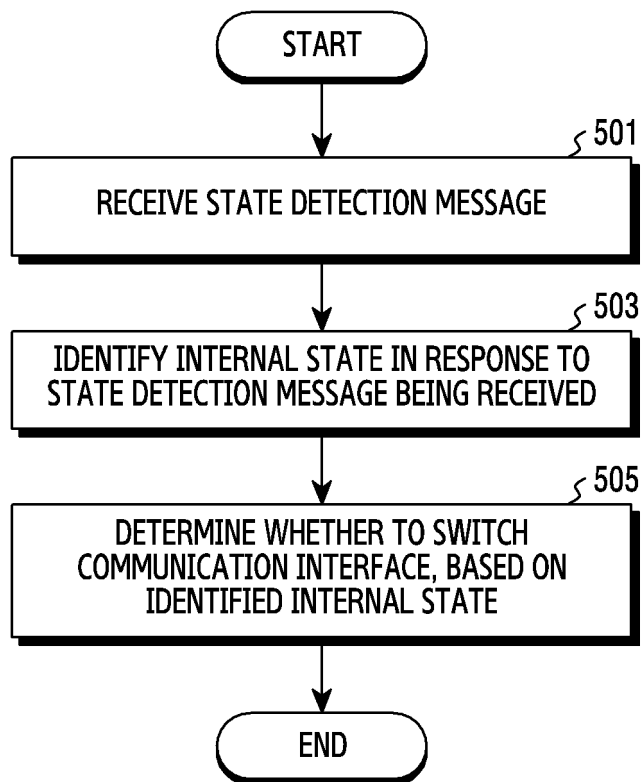 START
501
RECEIVE STATE DETECTION MESSAGE
503
IDENTIFY INTERNAL STATE IN RESPONSE TO
STATE DETECTION MESSAGE BEING RECEIVED
505
DETERMINE WHETHER TO SWITCH
COMMUNICATION INTERFACE, BASED ON
IDENTIFIED INTERNAL STATE
END